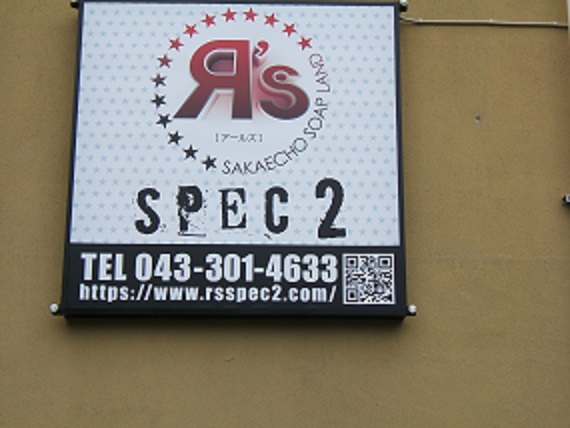 R's
[アールズ]
SAKAECHO SOAP LAND
SPEC 2
TEL 043-301-4633
https://www.rsspec2.com/